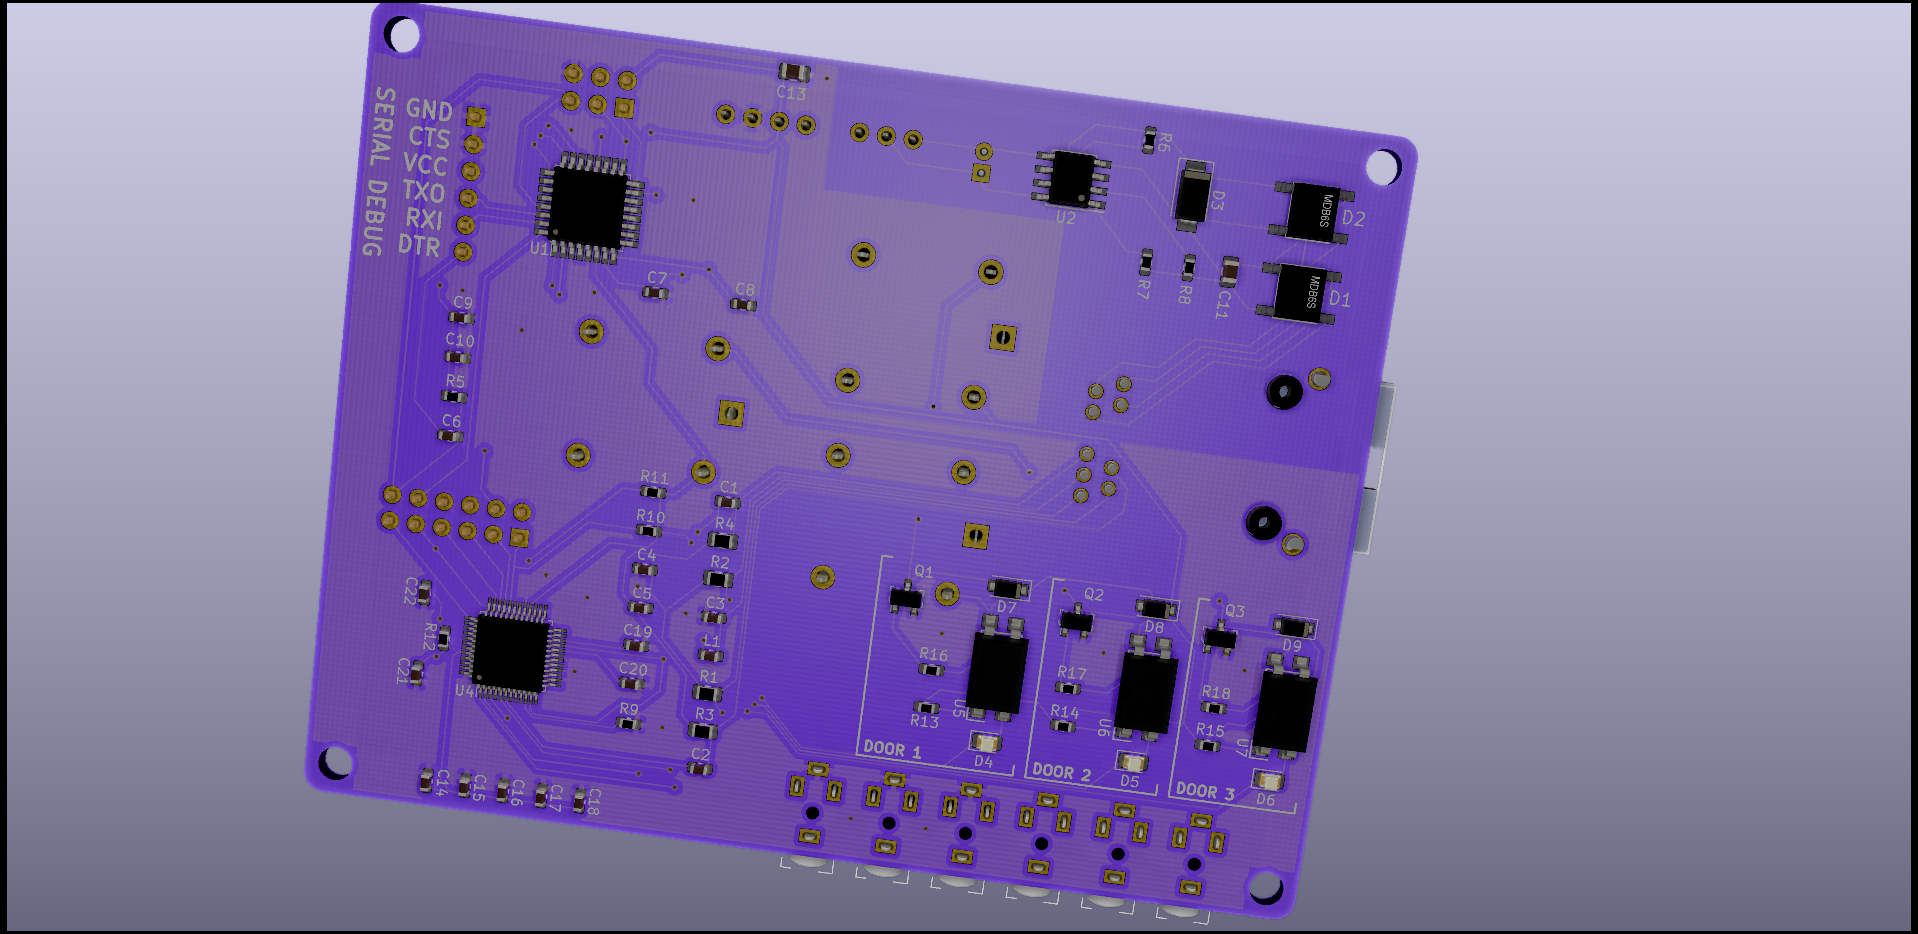 SERIAL DEBUG
GND
CTS
VCC
TXO
RXI
DTR
C13
U1
C7
C8
C9
C10
R5
C6
R6
U2
D3
MDB6S
D2
R7
R8
C11
MDB6S
D1
R11
C1
R10
R4
C4
R2
C5
C3
C19
L1
C20
R1
R9
R3
C2
C22
R12
C21
U4
C14
C15
C16
C17
C18
Q1
D7
R16
R13
U5
DOOR 1
D4
Q2
D8
R17
R14
U6
DOOR 2
D5
Q3
D9
R18
R15
U7
DOOR 3
D6